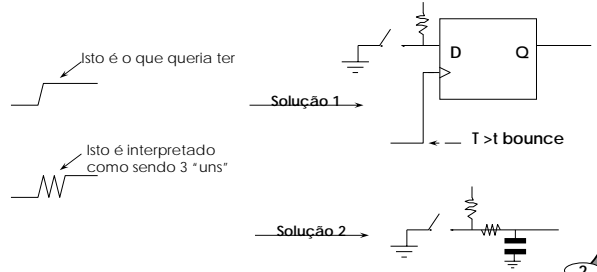 Isto é o que queria ter
D Q
Solução 1
T >t bounce
Isto é interpretado
como sendo 3 "uns"
Solução 2
2